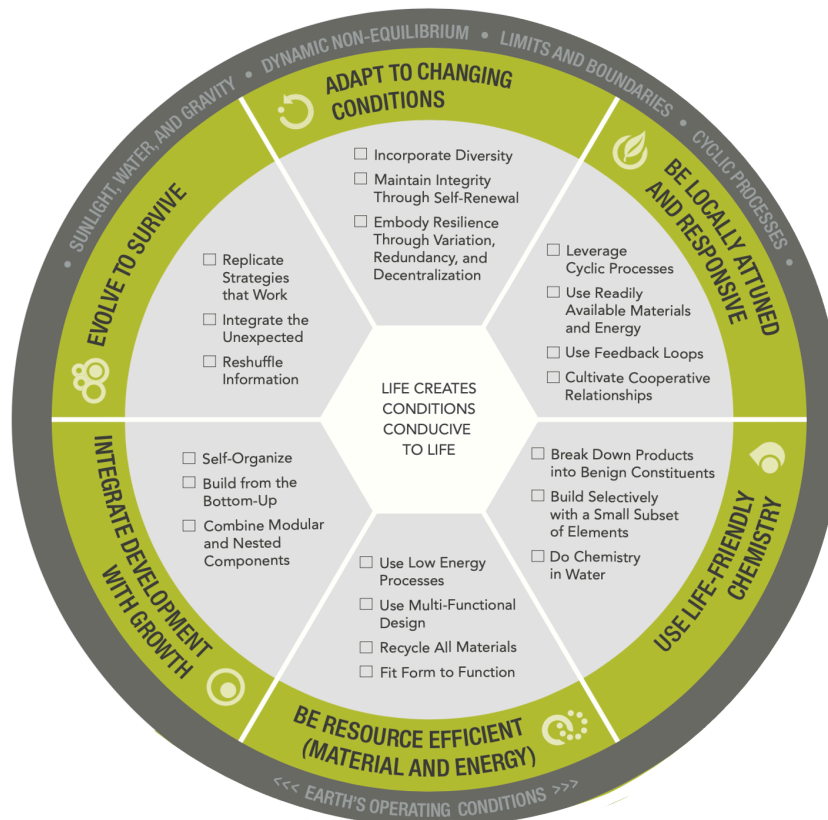 • SUNLIGHT, WATER, AND GRAVITY • DYNAMIC NON-EQUILIBRIUM • LIMITS AND BOUNDARIES • CYCLIC PROCESSES •
ADAPT TO CHANGING
CONDITIONS
Incorporate Diversity
Maintain Integrity
Through Self-Renewal
Embody Resilience
Through Variation,
Redundancy, and
Decentralization
BE LOCALLY ATTUNED
AND RESPONSIVE
Leverage
Cyclic Processes
Use Readily
Available Materials
and Energy
Use Feedback Loops
Cultivate Cooperative
Relationships
USE LIFE-FRIENDLY
CHEMISTRY
Break Down Products
into Benign Constituents
Build Selectively
with a Small Subset
of Elements
Do Chemistry
in Water
BE RESOURCE EFFICIENT
(MATERIAL AND ENERGY)
Use Low Energy
Processes
Use Multi-Functional
Design
Recycle All Materials
Fit Form to Function
INTEGRATE DEVELOPMENT
WITH GROWTH
Self-Organize
Build from the
Bottom-Up
Combine Modular
and Nested
Components
EVOLVE TO SURVIVE
Replicate
Strategies
that Work
Integrate the
Unexpected
Reshuffle
Information
LIFE CREATES
CONDITIONS
CONDUCIVE
TO LIFE
<<< EARTH'S OPERATING CONDITIONS >>>